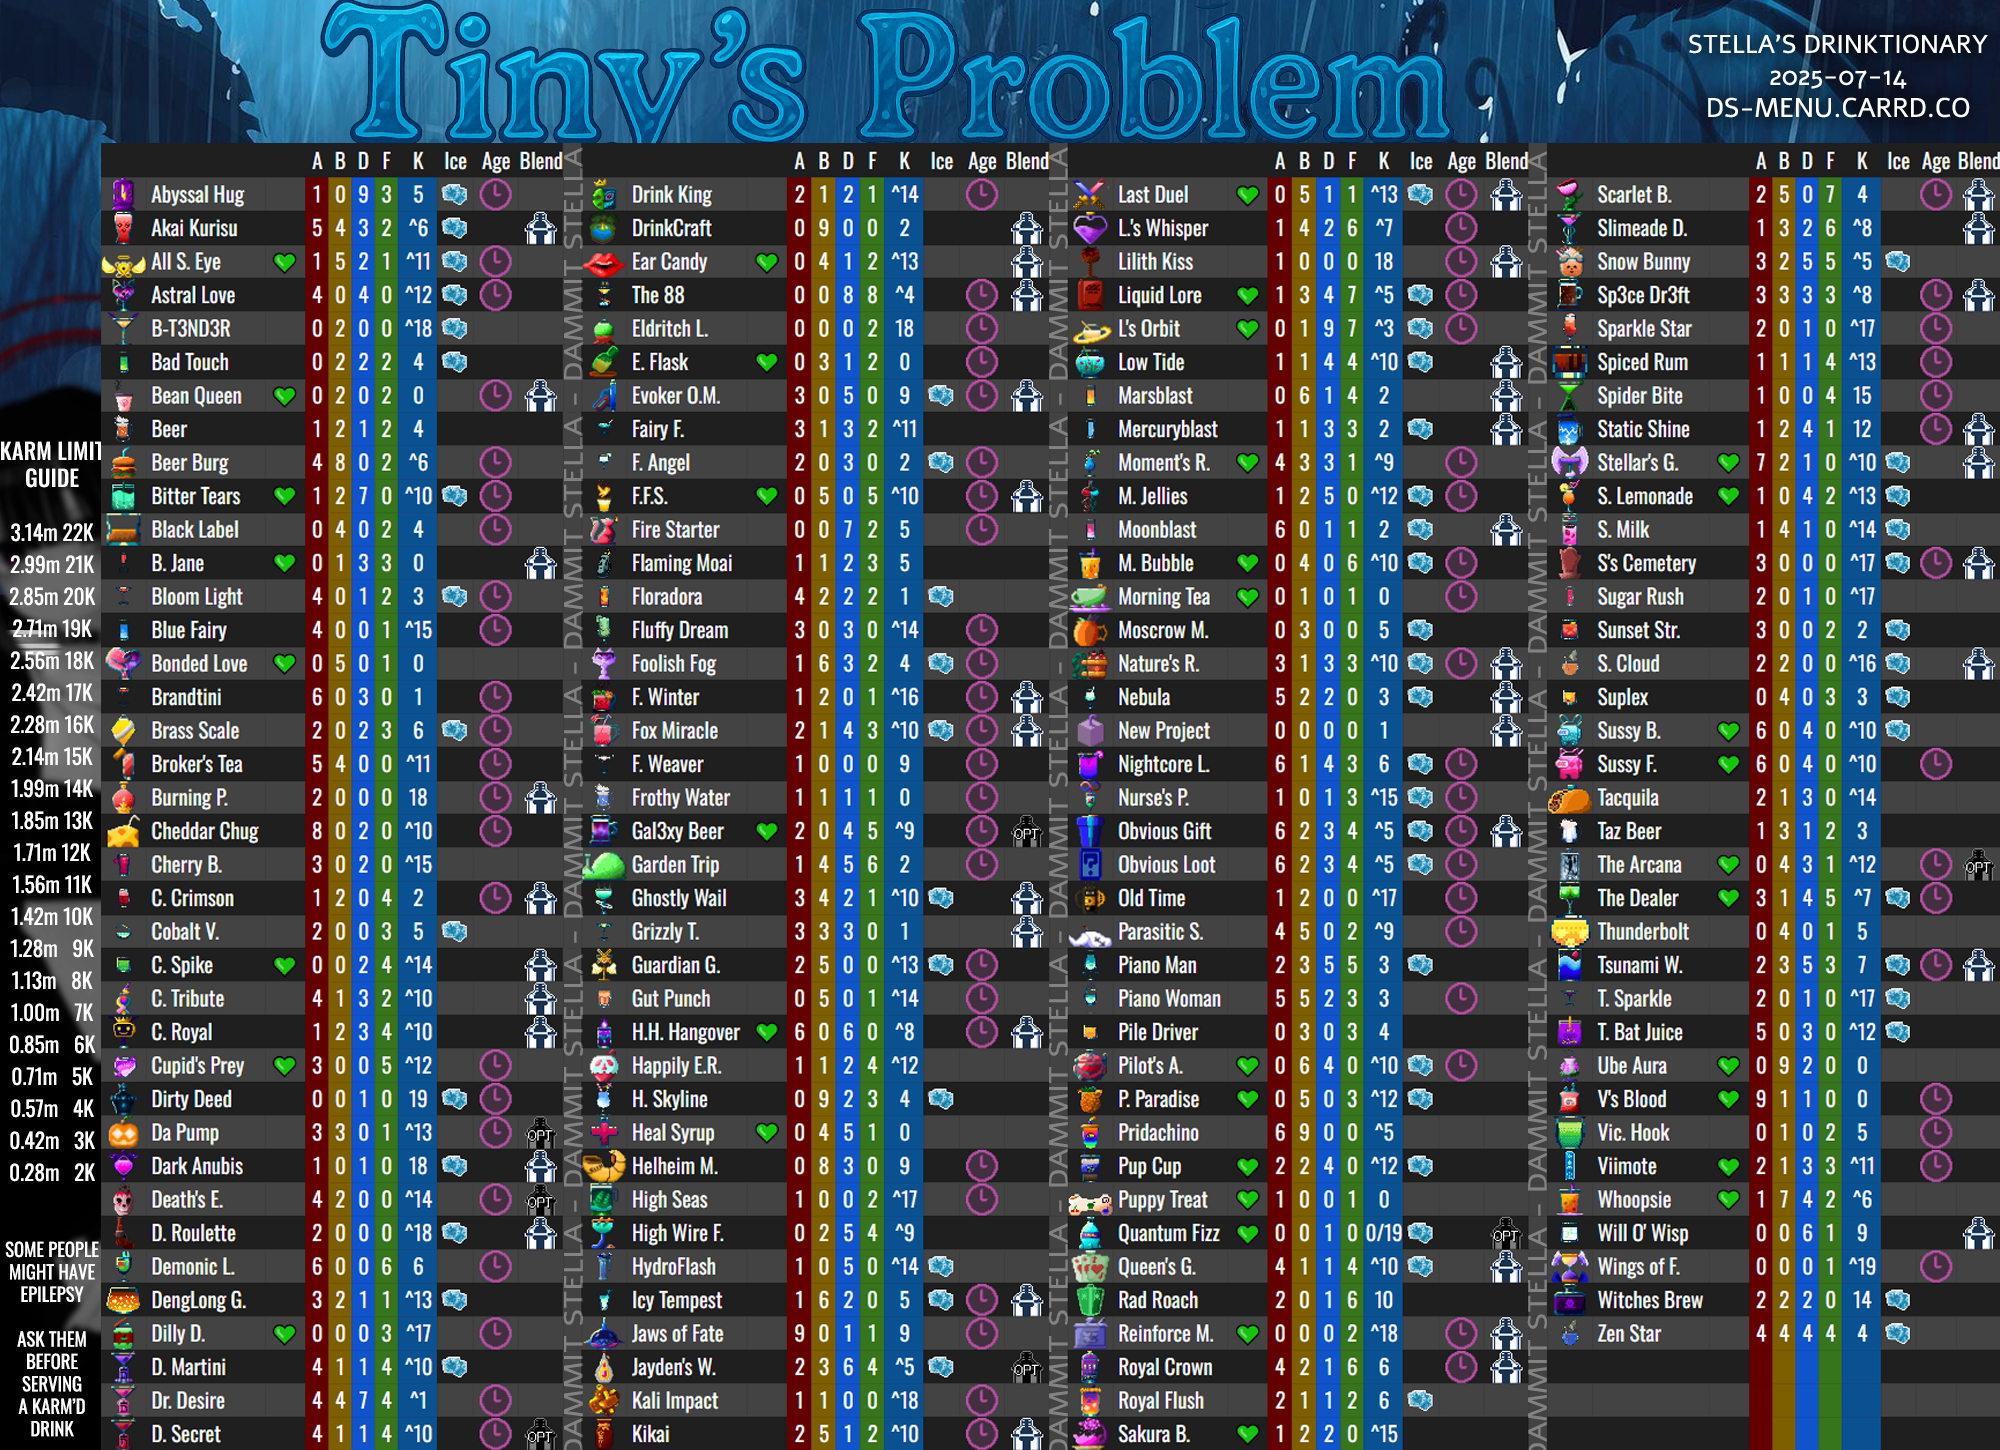 Tiny's Problem
STELLA'S DRINKTIONARY
2025-07-14
DS-MENU.CARRD.CO
KARM LIMIT
GUIDE
3.14m 22K
2.99m 21K
2.85m 20K
2.71m 19K
2.56m 18K
2.42m 17K
2.28m 16K
2.14m 15K
1.99m 14K
1.85m 13K
1.71m 12K
1.56m 11K
1.42m 10K
1.28m 9K
1.13m 8K
1.00m 7K
0.85m 6K
0.71m 5K
0.57m 4K
0.42m 3K
0.28m 2K
SOME PEOPLE
MIGHT HAVE
EPILEPSY
ASK THEM
BEFORE
SERVING
A KARM'D
DRINK
A B D F K Ice Age Blend
Abyssal Hug 1 0 9 3 5
Akai Kurisu 5 4 3 2 ^6
All S. Eye 1 5 2 1 ^11
Astral Love 4 0 4 0 ^12
B-T3ND3R 0 2 0 0 ^18
Bad Touch 0 2 2 2 4
Bean Queen 0 2 0 2 0
Beer 1 2 1 2 4
Beer Burg 4 8 0 2 ^6
Bitter Tears 1 2 7 0 ^10
Black Label 0 4 0 2 4
B. Jane 0 1 3 3 0
Bloom Light 4 0 1 2 3
Blue Fairy 4 0 0 1 ^15
Bonded Love 0 5 0 1 0
Brandtini 6 0 3 0 1
Brass Scale 2 0 2 3 6
Broker's Tea 5 4 0 0 ^11
Burning P. 2 0 0 0 18
Cheddar Chug 8 0 2 0 ^10
Cherry B. 3 0 2 0 ^15
C. Crimson 1 2 0 4 2
Cobalt V. 2 0 0 3 5
C. Spike 0 0 2 4 ^14
C. Tribute 4 1 3 2 ^10
C. Royal 1 2 3 4 ^10
Cupid's Prey 3 0 0 5 ^12
Dirty Deed 0 0 1 0 19
Da Pump 3 3 0 1 ^13 OPT
Dark Anubis 1 0 1 0 18
Death's E. 4 2 0 0 ^14 OPT
D. Roulette 2 0 0 0 ^18
Demonic L. 6 0 0 6 6
DengLong G. 3 2 1 1 ^13
Dilly D. 0 0 0 3 ^17
D. Martini 4 1 1 4 ^10
Dr. Desire 4 4 7 4 ^1
D. Secret 4 1 1 4 ^10 OPT
DAMMIT STELLA - DAMMIT STELLA - DAMMIT STELLA - DAMMIT STELLA
A B D F K Ice Age Blend
Drink King 2 1 2 1 ^14
DrinkCraft 0 9 0 0 2
Ear Candy 0 4 1 2 ^13
The 88 0 0 8 8 ^4
Eldritch L. 0 0 0 2 18
E. Flask 0 3 1 2 0
Evoker O.M. 3 0 5 0 9
Fairy F. 3 1 3 2 ^11
F. Angel 2 0 3 0 2
F.F.S. 0 5 0 5 ^10
Fire Starter 0 0 7 2 5
Flaming Moai 1 1 2 3 5
Floradora 4 2 2 2 1
Fluffy Dream 3 0 3 0 ^14
Foolish Fog 1 6 3 2 4
F. Winter 1 2 0 1 ^16
Fox Miracle 2 1 4 3 ^10
F. Weaver 1 0 0 0 9
Frothy Water 1 1 1 1 0
Gal3xy Beer 2 0 4 5 ^9 OPT
Garden Trip 1 4 5 6 2
Ghostly Wail 3 4 2 1 ^10
Grizzly T. 3 3 3 0 1
Guardian G. 2 5 0 0 ^13
Gut Punch 0 5 0 1 ^14
H.H. Hangover 6 0 6 0 ^8
Happily E.R. 1 1 2 4 ^12
H. Skyline 0 9 2 3 4
Heal Syrup 0 4 5 1 0
Helheim M. 0 8 3 0 9
High Seas 1 0 0 2 ^17
High Wire F. 0 2 5 4 ^9
HydroFlash 1 0 5 0 ^14
Icy Tempest 1 6 2 0 5
Jaws of Fate 9 0 1 1 9
Jayden's W. 2 3 6 4 ^5 OPT
Kali Impact 1 1 0 0 ^18
Kikai 2 5 1 2 ^10
DAMMIT STELLA - DAMMIT STELLA - DAMMIT STELLA - DAMMIT STELLA
A B D F K Ice Age Blend
Last Duel 0 5 1 1 ^13
L.'s Whisper 1 4 2 6 ^7
Lilith Kiss 1 0 0 0 18
Liquid Lore 1 3 4 7 ^5
L's Orbit 0 1 9 7 ^3
Low Tide 1 1 4 4 ^10
Marsblast 0 6 1 4 2
Mercuryblast 1 1 3 3 2
Moment's R. 4 3 3 1 ^9
M. Jellies 1 2 5 0 ^12
Moonblast 6 0 1 1 2
M. Bubble 0 4 0 6 ^10
Morning Tea 0 1 0 1 0
Moscrow M. 0 3 0 0 5
Nature's R. 3 1 3 3 ^10
Nebula 5 2 2 0 3
New Project 0 0 0 0 1
Nightcore L. 6 1 4 3 6
Nurse's P. 1 0 1 3 ^15
Obvious Gift 6 2 3 4 ^5
Obvious Loot 6 2 3 4 ^5
Old Time 1 2 0 0 ^17
Parasitic S. 4 5 0 2 ^9
Piano Man 2 3 5 5 3
Piano Woman 5 5 2 3 3
Pile Driver 0 3 0 3 4
Pilot's A. 0 6 4 0 ^10
P. Paradise 0 5 0 3 ^12
Pridachino 6 9 0 0 ^5
Pup Cup 2 2 4 0 ^12
Puppy Treat 1 0 0 1 0
Quantum Fizz 0 0 1 0 0/19 OPT
Queen's G. 4 1 1 4 ^10
Rad Roach 2 0 1 6 10
Reinforce M. 0 0 0 2 ^18
Royal Crown 4 2 1 6 6
Royal Flush 2 1 1 2 6
Sakura B. 1 2 2 0 ^15
DAMMIT STELLA - DAMMIT STELLA - DAMMIT STELLA - DAMMIT STELLA
A B D F K Ice Age Blend
Scarlet B. 2 5 0 7 4
Slimeade D. 1 3 2 6 ^8
Snow Bunny 3 2 5 5 ^5
Sp3ce Dr3ft 3 3 3 3 ^8
Sparkle Star 2 0 1 0 ^17
Spiced Rum 1 1 1 4 ^13
Spider Bite 1 0 0 4 15
Static Shine 1 2 4 1 12
Stellar's G. 7 2 1 0 ^10
S. Lemonade 1 0 4 2 ^13
S. Milk 1 4 1 0 ^14
S's Cemetery 3 0 0 0 ^17
Sugar Rush 2 0 1 0 ^17
Sunset Str. 3 0 0 2 2
S. Cloud 2 2 0 0 ^16
Suplex 0 4 0 3 3
Sussy B. 6 0 4 0 ^10
Sussy F. 6 0 4 0 ^10
Tacquila 2 1 3 0 ^14
Taz Beer 1 3 1 2 3
The Arcana 0 4 3 1 ^12 OPT
The Dealer 3 1 4 5 ^7
Thunderbolt 0 4 0 1 5
Tsunami W. 2 3 5 3 7
T. Sparkle 2 0 1 0 ^17
T. Bat Juice 5 0 3 0 ^12
Ube Aura 0 9 2 0 0
V's Blood 9 1 1 0 0
Vic. Hook 0 1 0 2 5
Viimote 2 1 3 3 ^11
Whoopsie 1 7 4 2 ^6
Will O' Wisp 0 0 6 1 9
Wings of F. 0 0 0 1 ^19
Witches Brew 2 2 2 0 14
Zen Star 4 4 4 4 4